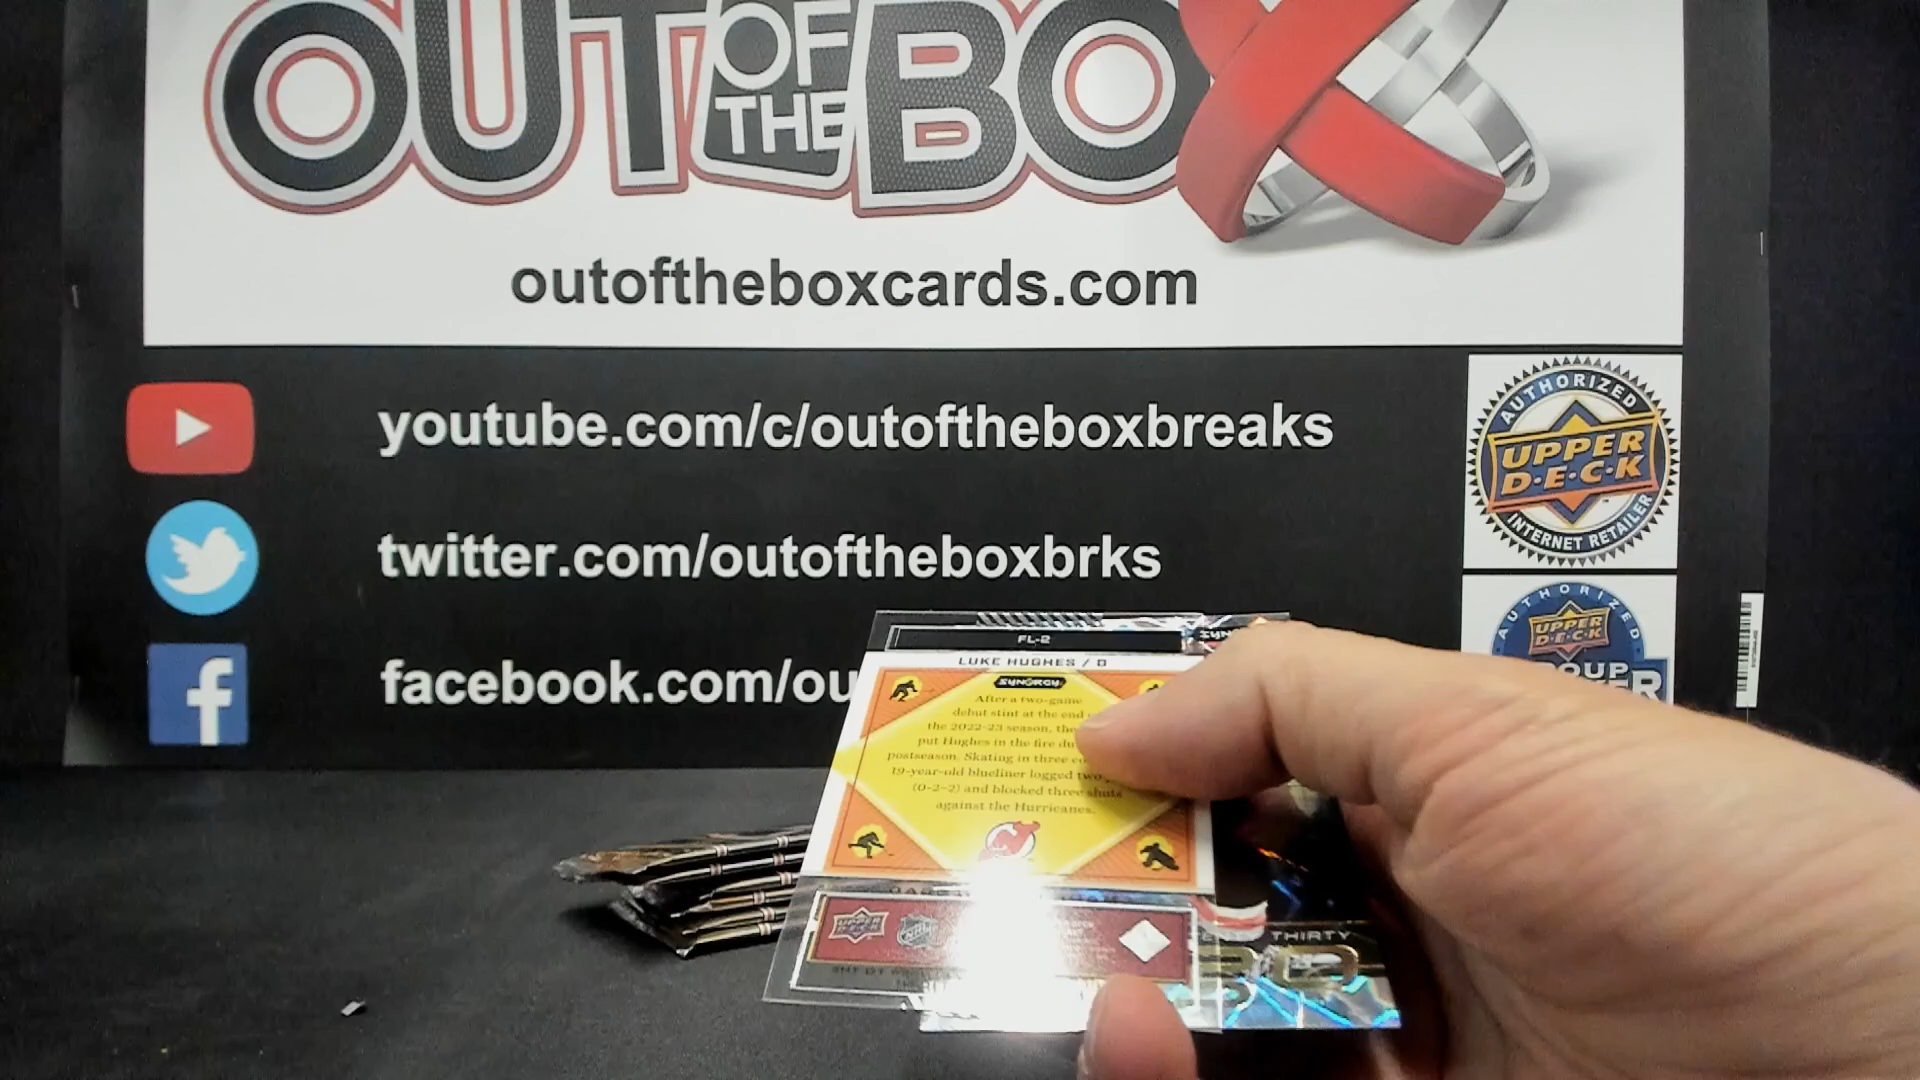 OUT OF THE BOX
outoftheboxcards.com
youtube.com/c/outoftheboxbreaks
twitter.com/outoftheboxbrks
facebook.com/ou
AUTHORIZED
UPPER
D·E·C·K
INTERNET RETAILER
AUTHORIZED
UPPER
D·E·C·K
FL-2
LUKE HUGHES / D
SYNERGY
After a two-game
debut stint at the end
the 2022-23 season, the
put Hughes in the fire
postseason. Skating in three
19-year-old blueliner logged two
(0-2-2) and blocked three shots
against the Hurricanes.
UPPER
DECK
NHL
THIRTY